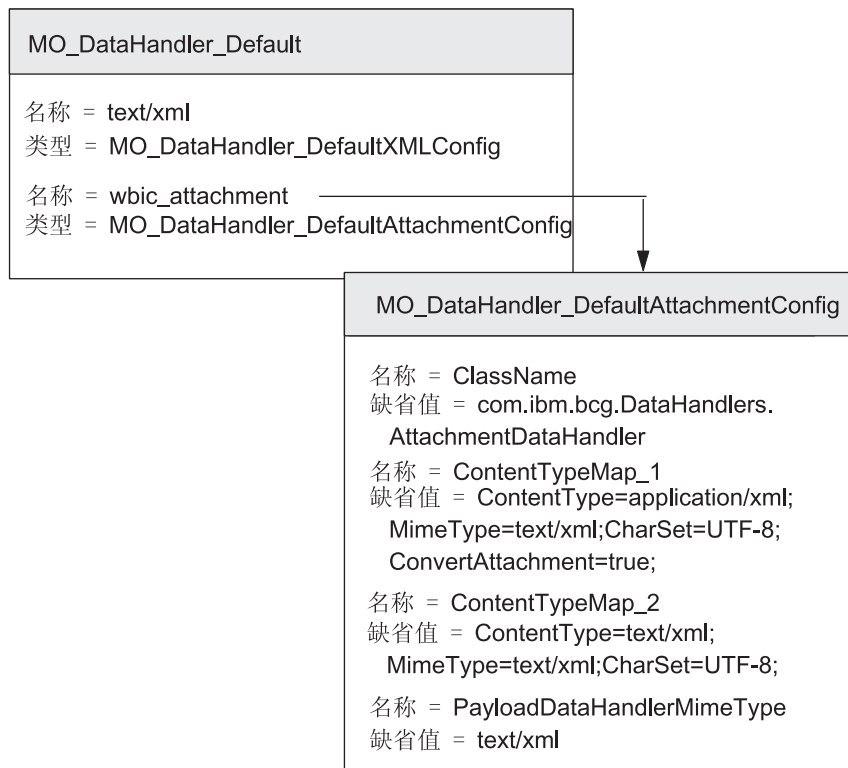 MO_DataHandler_Default
名称 = text/xml
类型 = MO_DataHandler_DefaultXMLConfig
名称 = wbic_attachment
类型 = MO_DataHandler_DefaultAttachmentConfig
MO_DataHandler_DefaultAttachmentConfig
名称 = ClassName
缺省值 = com.ibm.bcg.DataHandlers.
AttachmentDataHandler
名称 = ContentTypeMap_1
缺省值 = ContentType=application/xml;
MimeType=text/xml;CharSet=UTF-8;
ConvertAttachment=true;
名称 = ContentTypeMap_2
缺省值 = ContentType=text/xml;
MimeType=text/xml;CharSet=UTF-8;
名称 = PayloadDataHandlerMimeType
缺省值 = text/xml